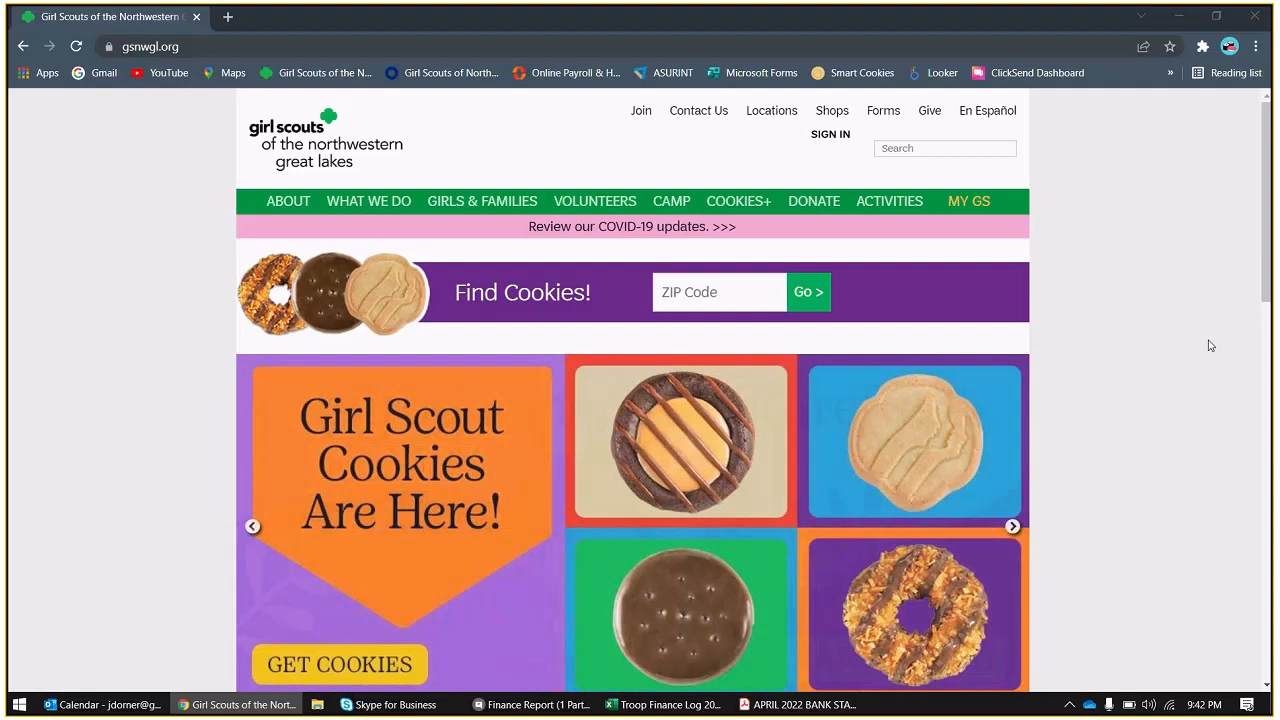 Girl Scouts of the Northwestern
gsnwgl.org
Apps
Gmail
YouTube
Maps
Girl Scouts of the N...
Girl Scouts of North...
Online Payroll & H...
ASURINT
Microsoft Forms
Smart Cookies
Looker
ClickSend Dashboard
»
Reading list
girl scouts
of the northwestern
great lakes
Join
Contact Us
Locations
Shops
Forms
Give
En Español
SIGN IN
Search
ABOUT
WHAT WE DO
GIRLS & FAMILIES
VOLUNTEERS
CAMP
COOKIES+
DONATE
ACTIVITIES
MY GS
Review our COVID-19 updates. >>>
Find Cookies!
ZIP Code
Go >
Girl Scout
Cookies
Are Here!
GET COOKIES
Calendar - jdorner@g...
Girl Scouts of the Nort...
Skype for Business
Finance Report (1 Part...
Troop Finance Log 20...
APRIL 2022 BANK STA...
9:42 PM